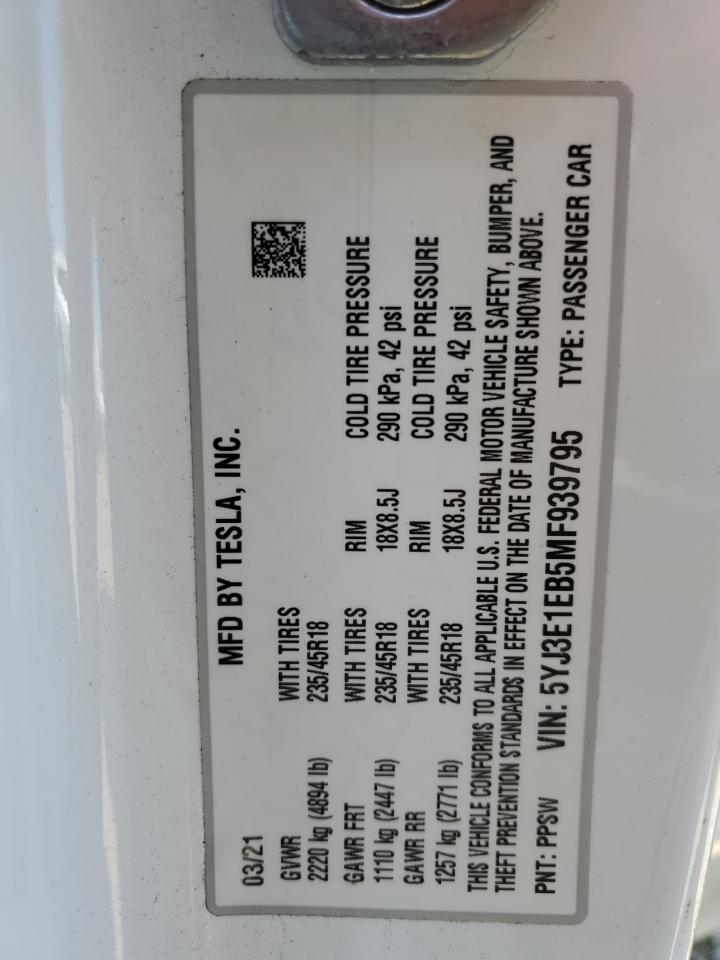 MFD BY TESLA, INC.
03/21
GVWR WITH TIRES
2220 kg (4894 lb) 235/45R18
GAWR FRT WITH TIRES RIM COLD TIRE PRESSURE
1110 kg (2447 lb) 235/45R18 18X8.5J 290 kPa, 42 psi
GAWR RR WITH TIRES RIM COLD TIRE PRESSURE
1257 kg (2771 lb) 235/45R18 18X8.5J 290 kPa, 42 psi
THIS VEHICLE CONFORMS TO ALL APPLICABLE U.S. FEDERAL MOTOR VEHICLE SAFETY, BUMPER, AND
THEFT PREVENTION STANDARDS IN EFFECT ON THE DATE OF MANUFACTURE SHOWN ABOVE.
PNT: PPSW VIN: 5YJ3E1EB5MF939795 TYPE: PASSENGER CAR